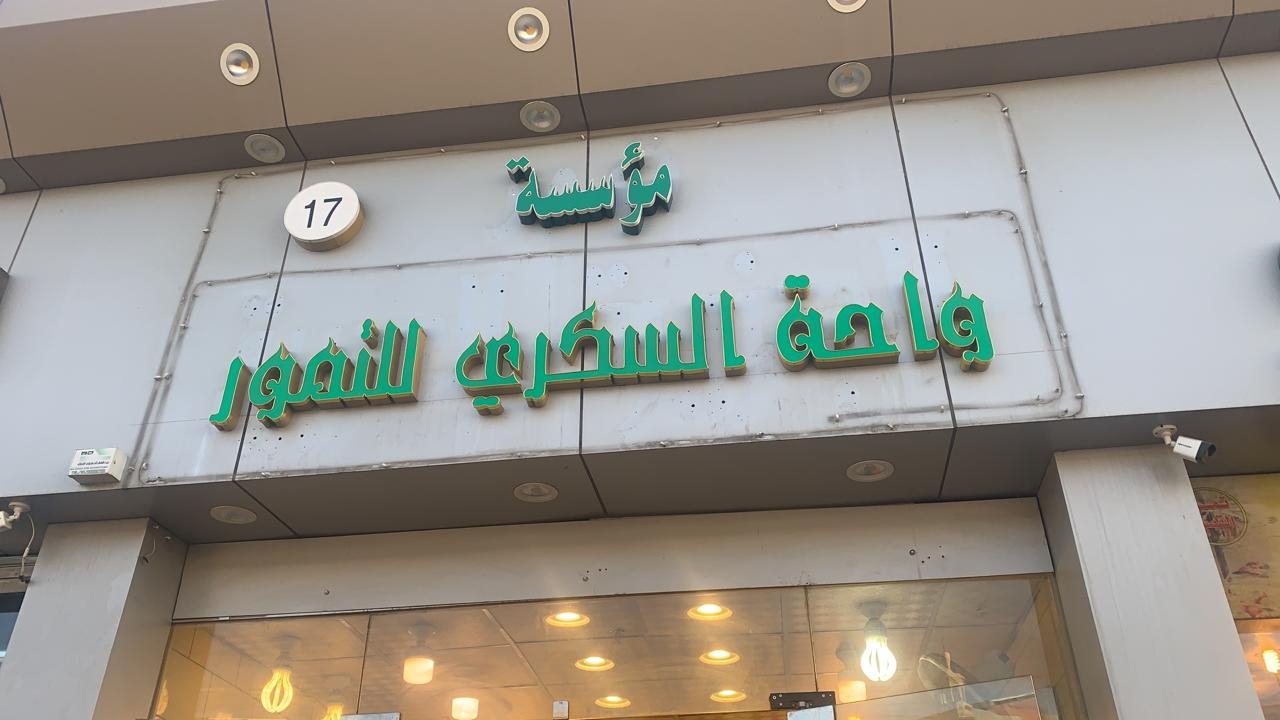 مؤسسة
17
واحة السكري للتمور